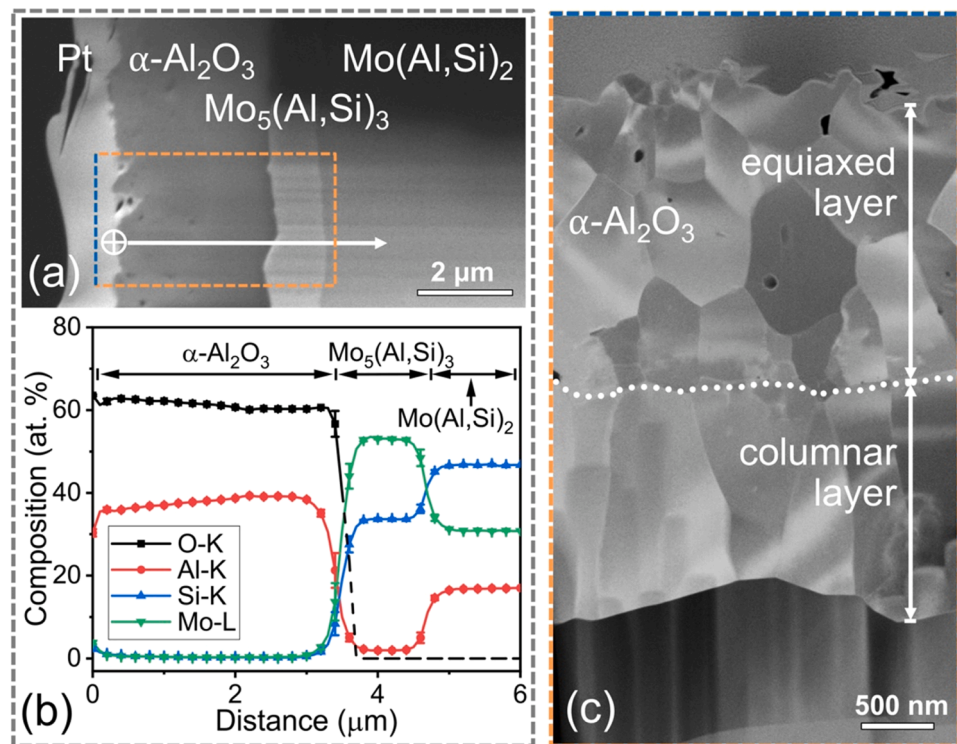 Pt α-Al₂O₃ Mo(Al,Si)₂
Mo₅(Al,Si)₃
(a)
2 μm
80
60
40
20
0
Composition (at. %)
α-Al₂O₃ Mo₅(Al,Si)₃
Mo(Al,Si)₂
O-K
Al-K
Si-K
Mo-L
0 2 4 6
Distance (μm)
(b)
equiaxed
layer
α-Al₂O₃
columnar
layer
(c)
500 nm